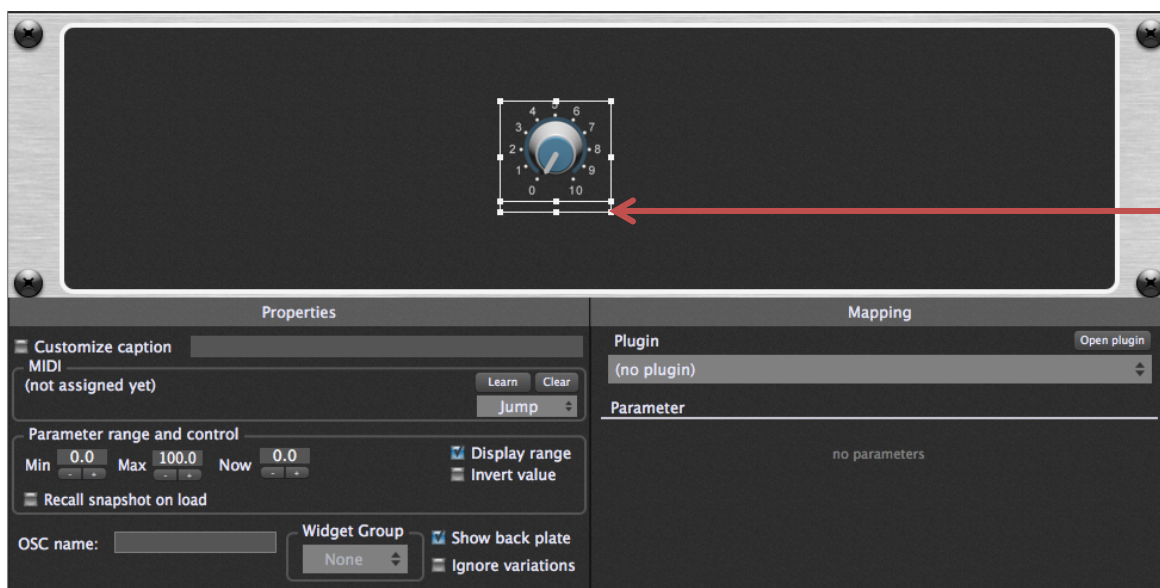 4 5 6
3 7
2 8
1 9
0 10
Properties
Customize caption
MIDI
(not assigned yet)
Learn Clear
Jump
Parameter range and control
Min 0.0 Max 100.0 Now 0.0
- + - + - +
Display range
Invert value
Recall snapshot on load
OSC name:
Widget Group
None
Show back plate
Ignore variations
Mapping
Plugin
Open plugin
(no plugin)
Parameter
no parameters